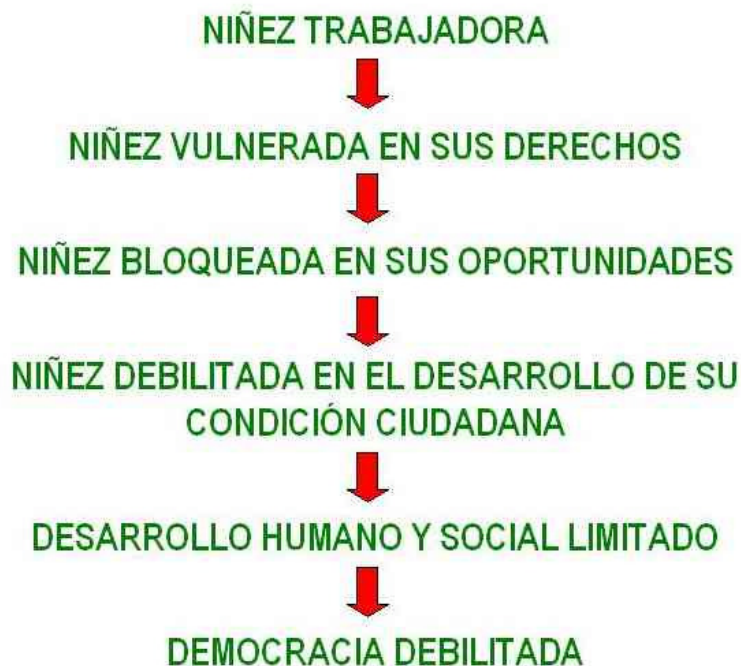 NIÑEZ TRABAJADORA
NIÑEZ VULNERADA EN SUS DERECHOS
NIÑEZ BLOQUEADA EN SUS OPORTUNIDADES
NIÑEZ DEBILITADA EN EL DESARROLLO DE SU
CONDICIÓN CIUDADANA
DESARROLLO HUMANO Y SOCIAL LIMITADO
DEMOCRACIA DEBILITADA